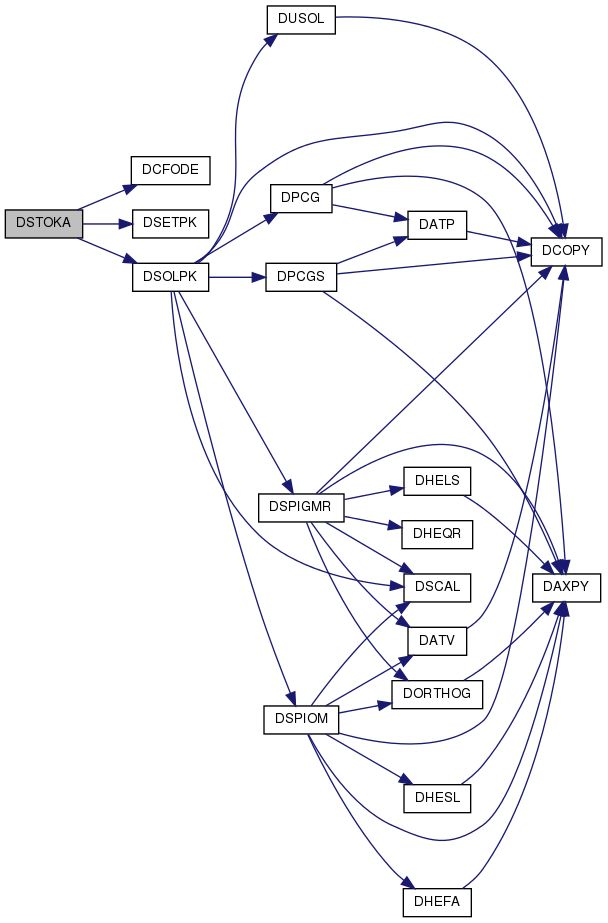 DUSOL
DCFODE
DSTOKA
DSETPK
DSOLPK
DPCG
DPCGS
DATP
DCOPY
DSPIGMR
DHELS
DHEQR
DSCAL
DAXPY
DATV
DORTHOG
DSPIOM
DHESL
DHEFA